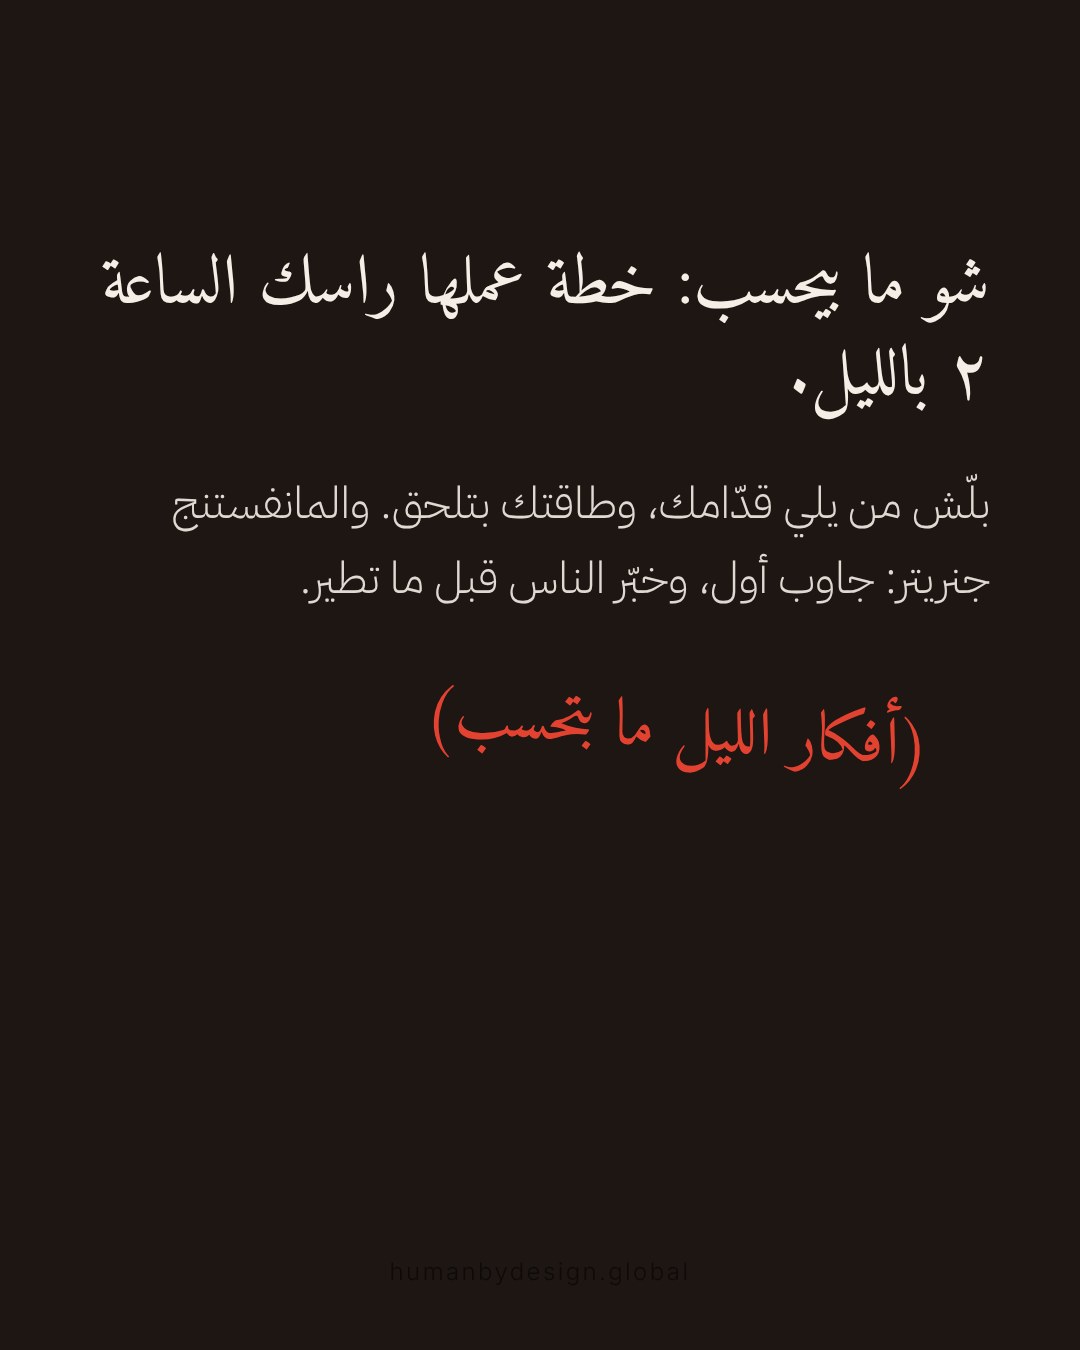 شو ما بيحسب: خطة عملها راسك الساعة
٢ بالليل.
بلّش من يلي قدّامك، وطاقتك بتلحق. والمانفستنج
جنريتر: جاوب أول، وخبّر الناس قبل ما تطير.
(أفكار الليل ما بتحسب)
humanbydesign.global